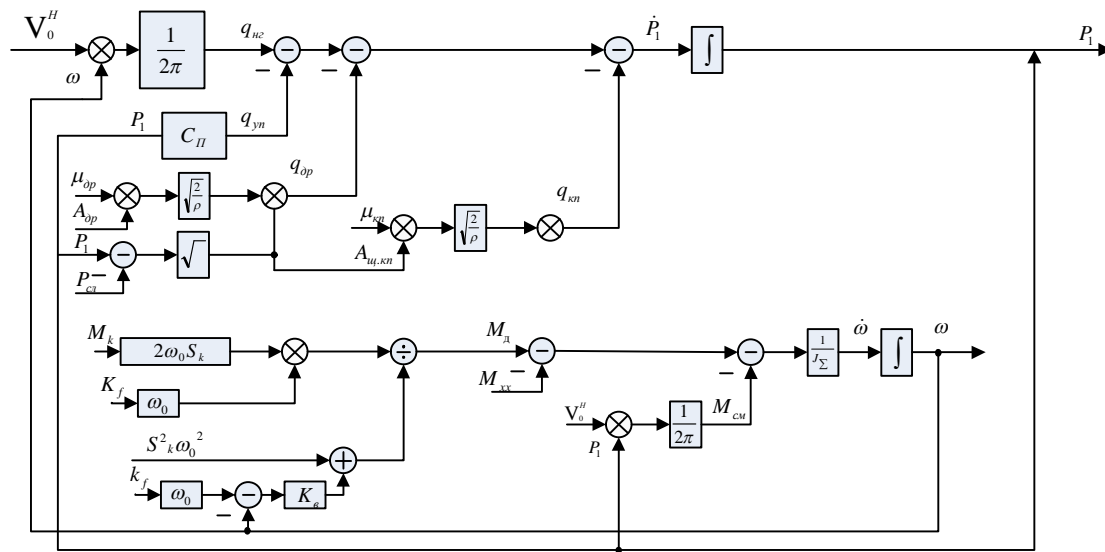 V₀ᴴ
ω
1/2π
q_нг
Ṗ₁
∫
P₁
P₁
C_П
q_уп
μ_др
A_др
√(2/ρ)
q_др
P₁
P_сл
√
μ_кп
A_щ.кп
√(2/ρ)
q_кп
M_k
2ω₀S_k
K_f
ω₀
÷
M_д
M_xx
1/J_Σ
ω̇
∫
ω
V₀ᴴ
P₁
1/2π
M_см
S²_kω₀²
+
k_f
ω₀
K_в